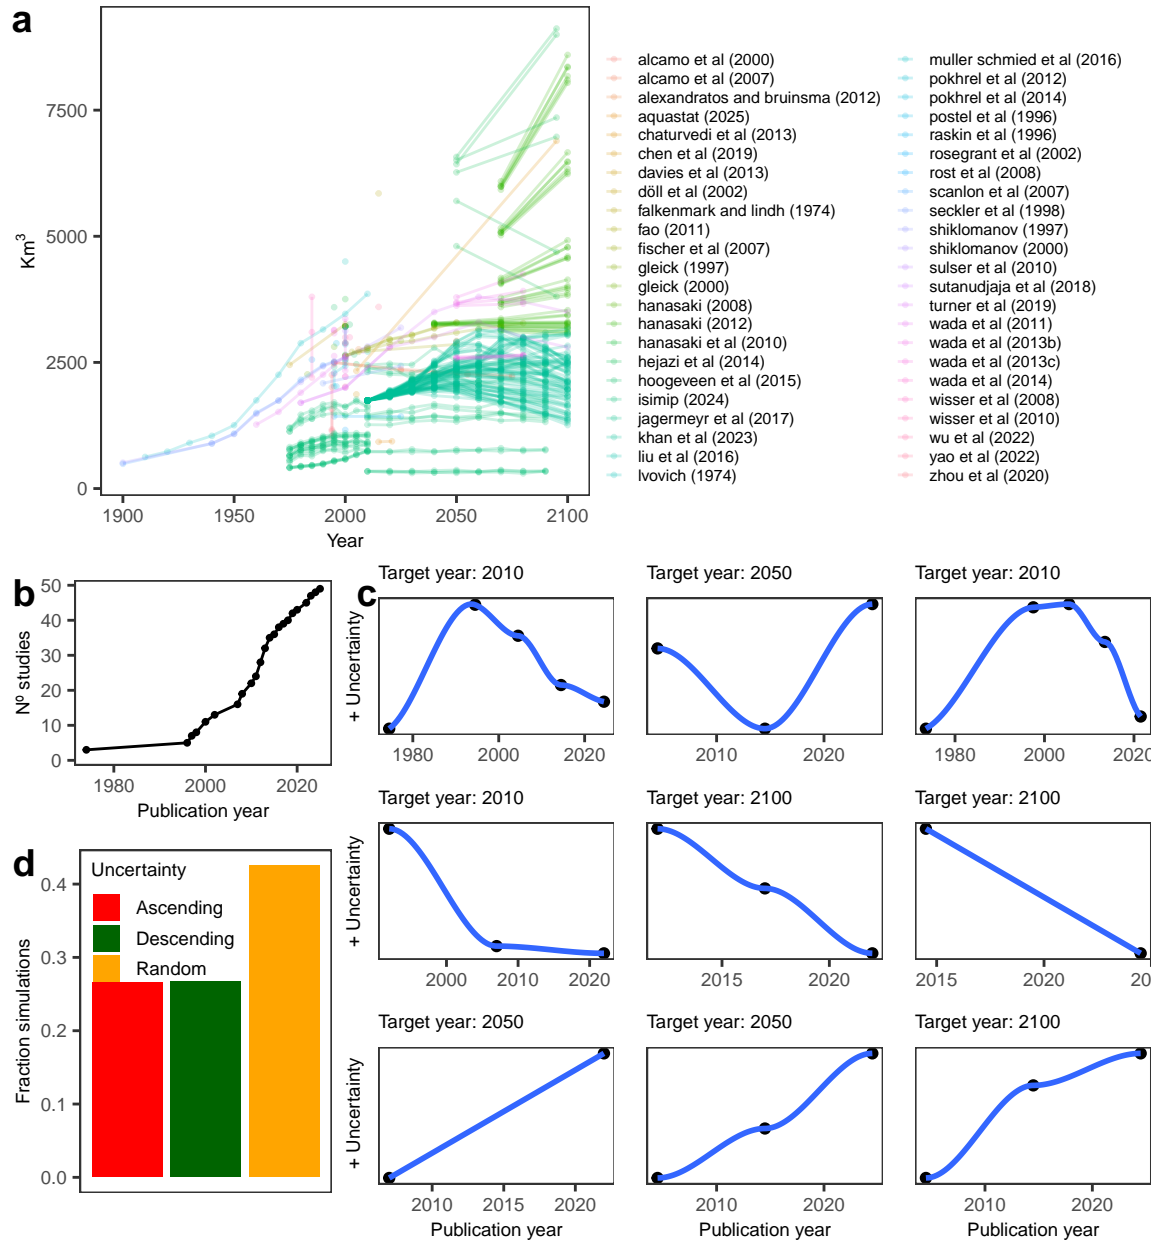 a
7500
5000
2500
0
Km³
1900
1950
2000
2050
2100
Year
alcamo et al (2000)
alcamo et al (2007)
alexandratos and bruinsma (2012)
aquastat (2025)
chaturvedi et al (2013)
chen et al (2019)
davies et al (2013)
döll et al (2002)
falkenmark and lindh (1974)
fao (2011)
fischer et al (2007)
gleick (1997)
gleick (2000)
hanasaki (2008)
hanasaki (2012)
hanasaki et al (2010)
hejazi et al (2014)
hoogeveen et al (2015)
isimip (2024)
jagermeyr et al (2017)
khan et al (2023)
liu et al (2016)
lvovich (1974)
muller schmied et al (2016)
pokhrel et al (2012)
pokhrel et al (2014)
postel et al (1996)
raskin et al (1996)
rosegrant et al (2002)
rost et al (2008)
scanlon et al (2007)
seckler et al (1998)
shiklomanov (1997)
shiklomanov (2000)
sulser et al (2010)
sutanudjaja et al (2018)
turner et al (2019)
wada et al (2011)
wada et al (2013b)
wada et al (2013c)
wada et al (2014)
wisser et al (2008)
wisser et al (2010)
wu et al (2022)
yao et al (2022)
zhou et al (2020)
b
50
40
30
20
10
0
Nº studies
1980
2000
2020
Publication year
c
Target year: 2010
+ Uncertainty
1980
2000
2020
Target year: 2050
2010
2020
Target year: 2010
1980
2000
2020
Target year: 2010
+ Uncertainty
2000
2010
2020
Target year: 2100
2015
2020
Target year: 2100
2015
2020
20
Target year: 2050
+ Uncertainty
2010
2015
2020
Publication year
Target year: 2050
2010
2020
Publication year
Target year: 2100
2010
2020
Publication year
d
Uncertainty
Ascending
Descending
Random
0.4
0.3
0.2
0.1
0.0
Fraction simulations